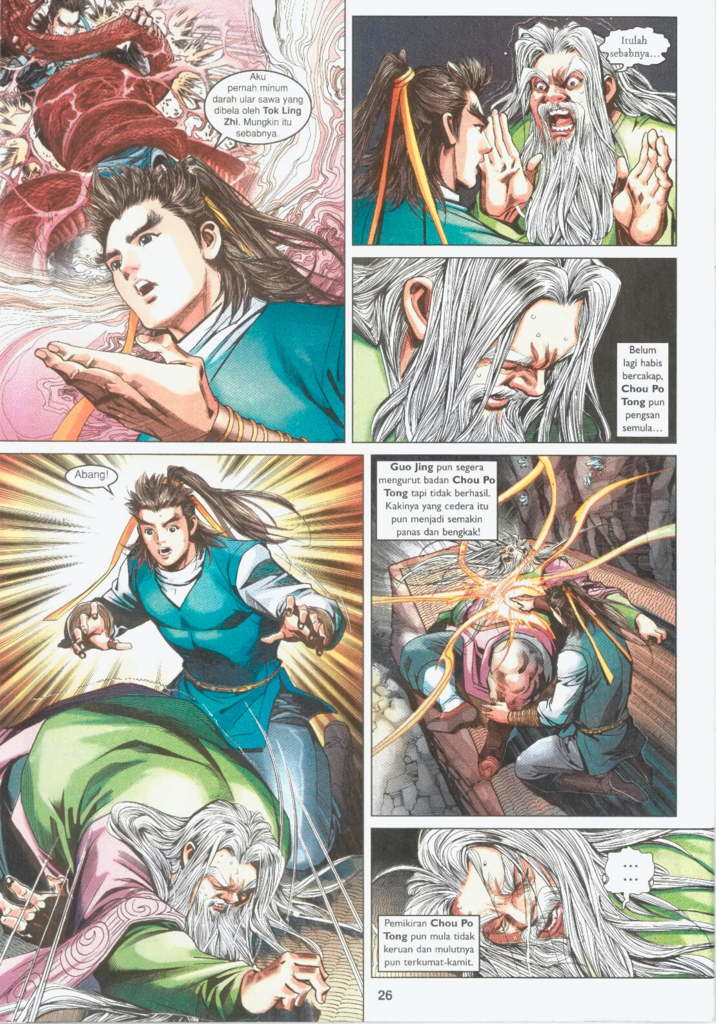 Aku
pernah minum
darah ular sawa yang
dibela oleh Tok Ling
Zhi. Mungkin itu
sebabnya.
Itulah
sebabnya...
Belum
lagi habis
bercakap,
Chou Po
Tong pun
pengsan
semula...
Abang!
Guo Jing pun segera
mengurut badan Chou Po
Tong tapi tidak berhasil.
Kakinya yang cedera itu
pun menjadi semakin
panas dan bengkak!
...
...
Pemikiran Chou Po
Tong pun mula tidak
keruan dan mulutnya
pun terkumat-kamit.
26